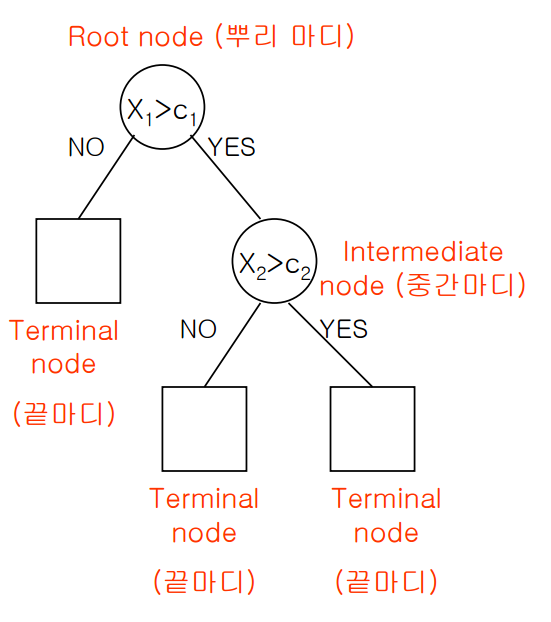 Root node (뿌리 마디)
X₁>c₁
NO
YES
X₂>c₂
Intermediate
node (중간마디)
Terminal
node
(끝마디)
NO
YES
Terminal
node
(끝마디)
Terminal
node
(끝마디)